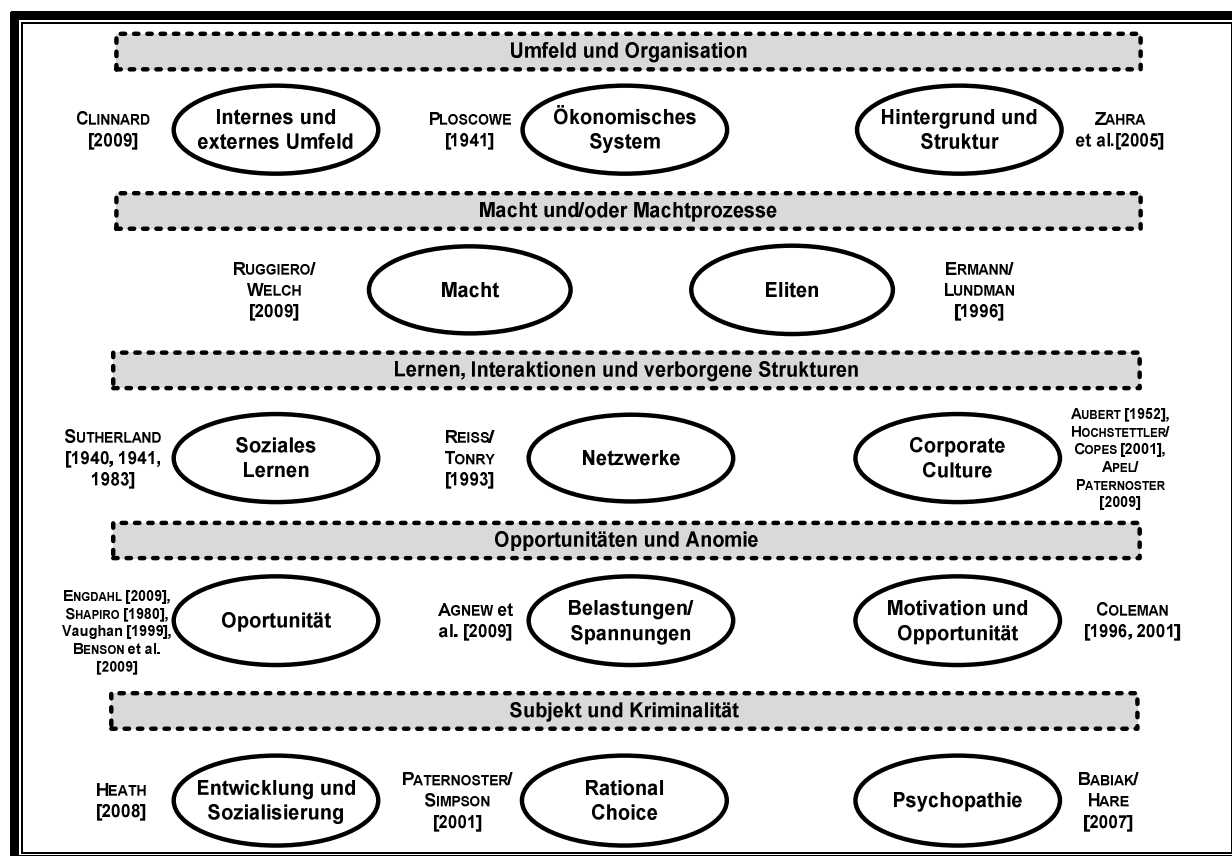 Umfeld und Organisation
CLINNARD
[2009]
Internes und
externes Umfeld
PLOSCOWE
[1941]
Ökonomisches
System
Hintergrund und
Struktur
ZAHRA
et al.[2005]
Macht und/oder Machtprozesse
RUGGIERO/
WELCH
[2009]
Macht
Eliten
ERMANN/
LUNDMAN
[1996]
Lernen, Interaktionen und verborgene Strukturen
SUTHERLAND
[1940, 1941,
1983]
Soziales
Lernen
REISS/
TONRY
[1993]
Netzwerke
Corporate
Culture
AUBERT [1952],
HOCHSTETTLER/
COPES [2001],
APEL/
PATERNOSTER
[2009]
Opportunitäten und Anomie
ENGDAHL [2009],
SHAPIRO [1980],
Vaughan [1999],
BENSON et al.
[2009]
Oportunität
AGNEW et
al. [2009]
Belastungen/
Spannungen
Motivation und
Opportunität
COLEMAN
[1996, 2001]
Subjekt und Kriminalität
HEATH
[2008]
Entwicklung und
Sozialisierung
PATERNOSTER/
SIMPSON
[2001]
Rational
Choice
Psychopathie
BABIAK/
HARE
[2007]